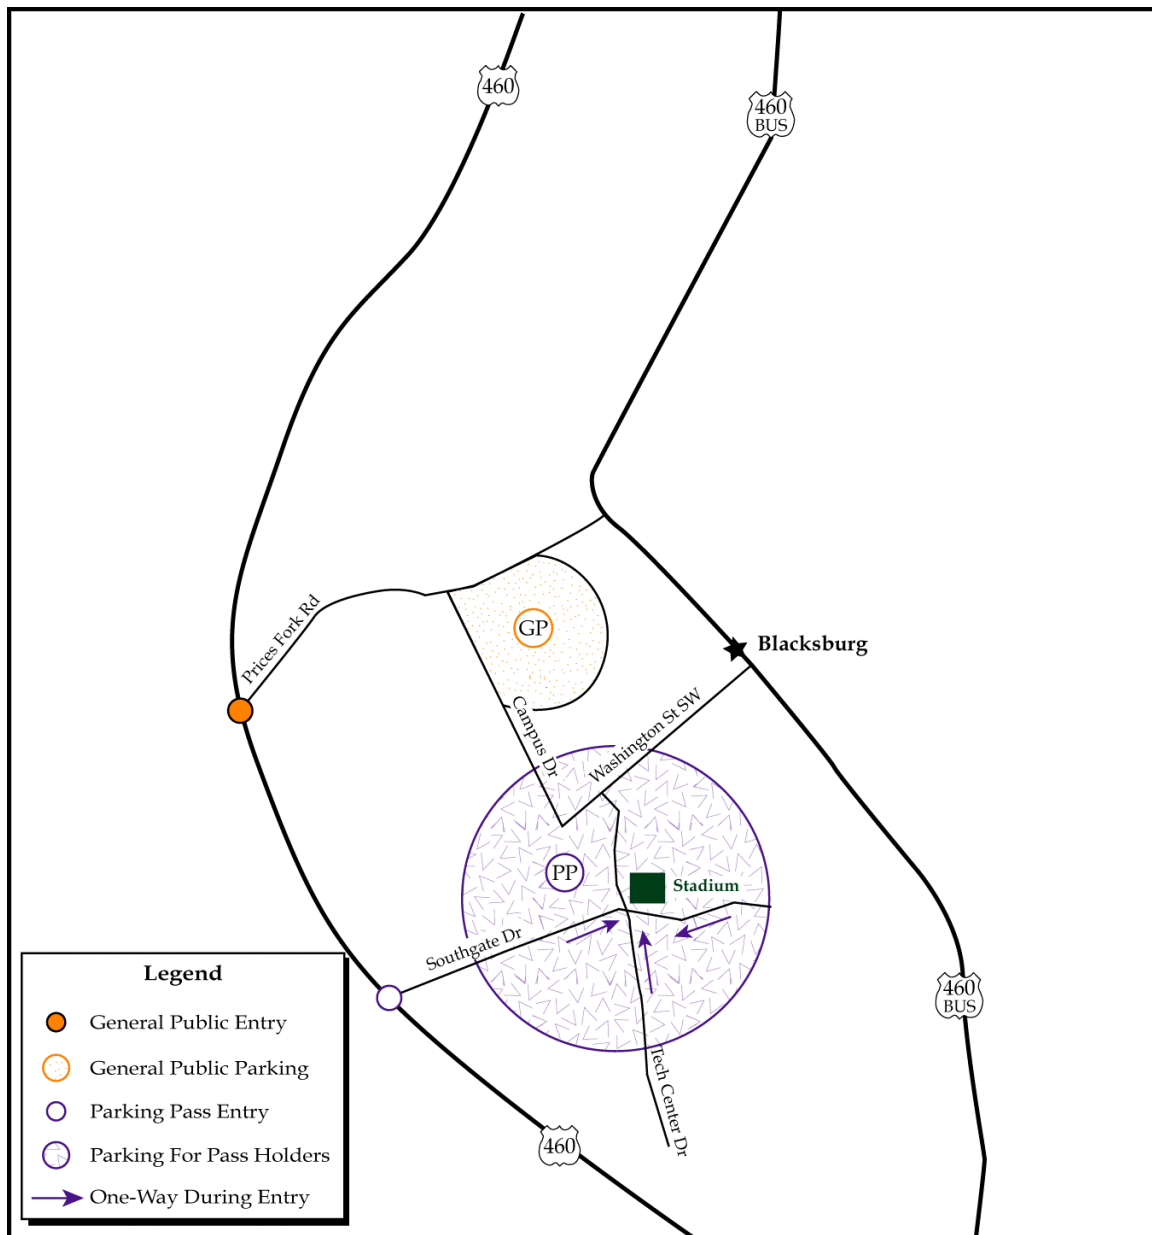 460
460
BUS
Prices Fork Rd
GP
Blacksburg
Campus Dr
Washington St SW
PP
Stadium
Southgate Dr
460
BUS
Tech Center Dr
460
Legend
General Public Entry
General Public Parking
Parking Pass Entry
Parking For Pass Holders
One-Way During Entry